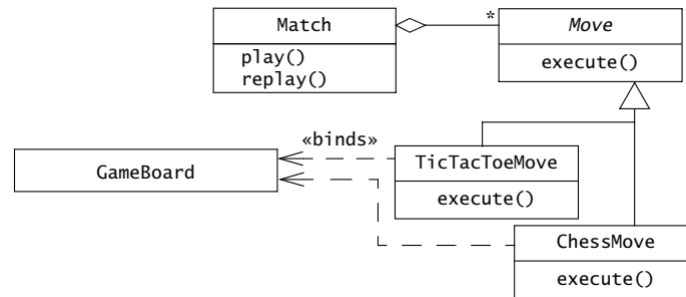 Match
*
Move
play()
replay()
execute()
«binds»
GameBoard
TicTacToeMove
execute()
ChessMove
execute()